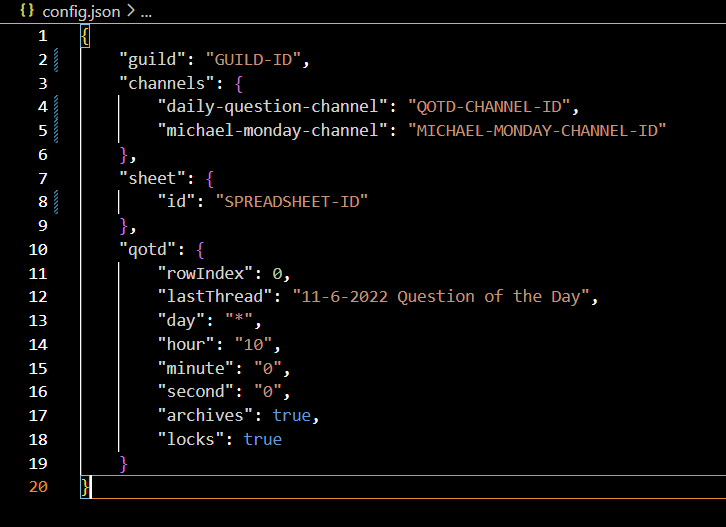 {} config.json > ...
1 {
2 "guild": "GUILD-ID",
3 "channels": {
4 "daily-question-channel": "QOTD-CHANNEL-ID",
5 "michael-monday-channel": "MICHAEL-MONDAY-CHANNEL-ID"
6 },
7 "sheet": {
8 "id": "SPREADSHEET-ID"
9 },
10 "qotd": {
11 "rowIndex": 0,
12 "lastThread": "11-6-2022 Question of the Day",
13 "day": "*",
14 "hour": "10",
15 "minute": "0",
16 "second": "0",
17 "archives": true,
18 "locks": true
19 }
20 }